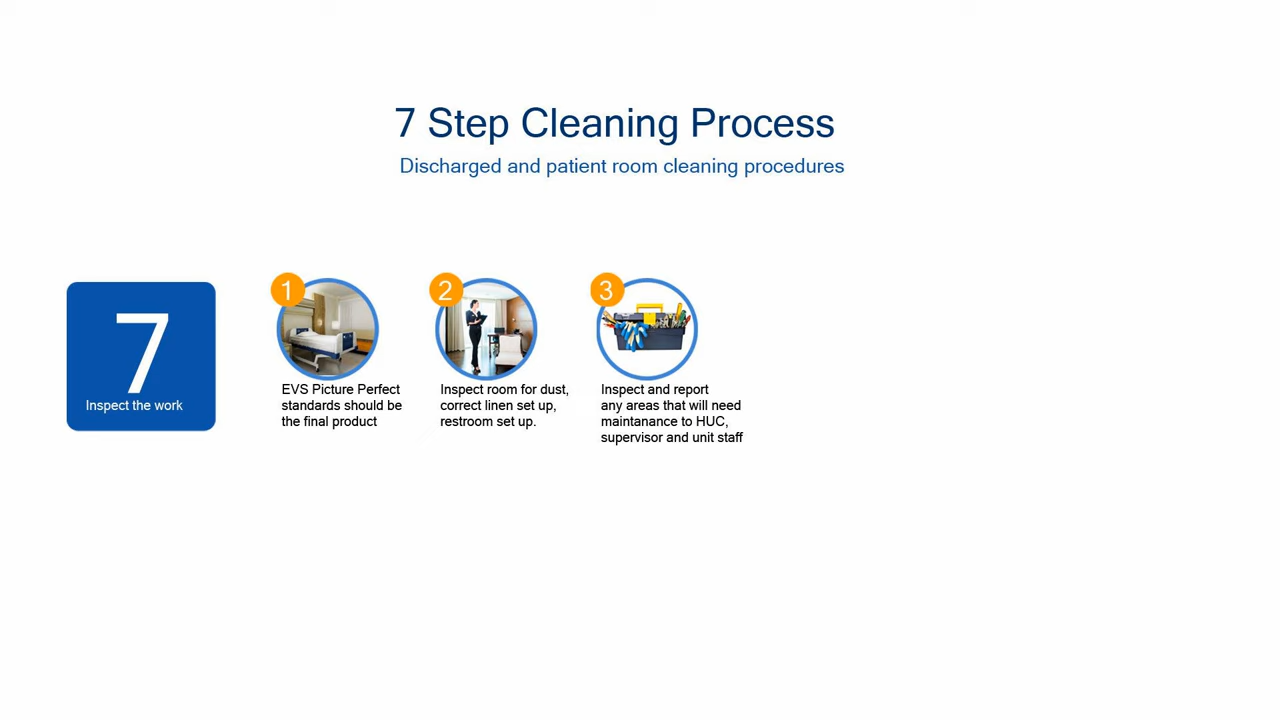 7 Step Cleaning Process
Discharged and patient room cleaning procedures
7
Inspect the work
1
EVS Picture Perfect
standards should be
the final product
2
Inspect room for dust,
correct linen set up,
restroom set up.
3
Inspect and report
any areas that will need
maintanance to HUC,
supervisor and unit staff